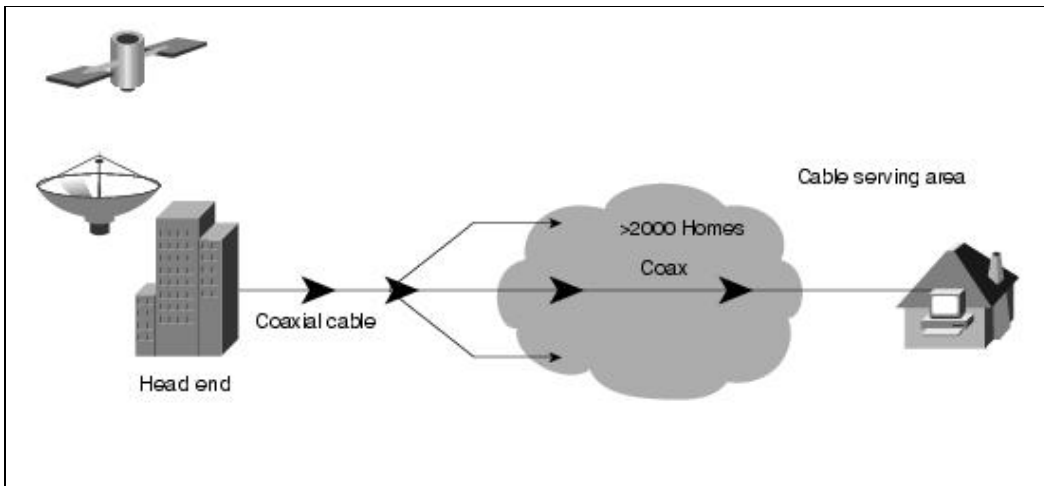 Cable serving area
>2000 Homes
Coax
Coaxial cable
Head end